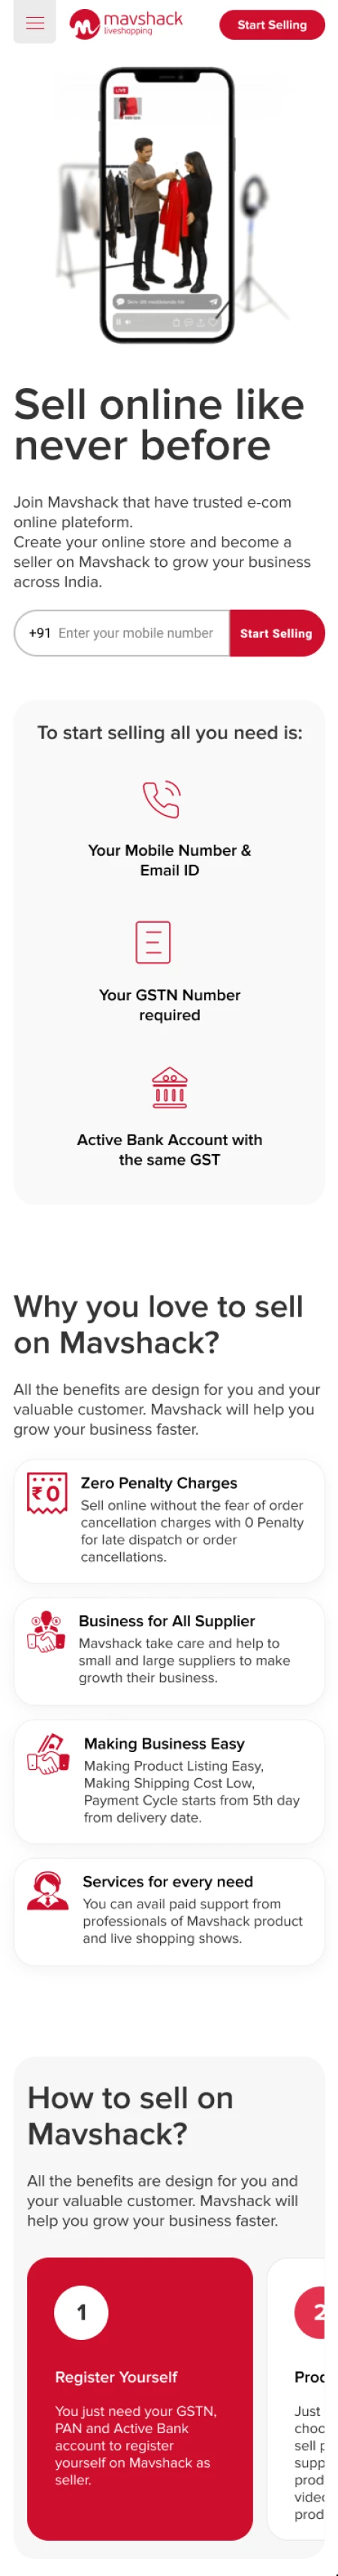 mavshack
liveshopping
Start Selling
LIVE
Sell online like
never before
Join Mavshack that have trusted e-com
online plateform.
Create your online store and become a
seller on Mavshack to grow your business
across India.
+91 Enter your mobile number
Start Selling
To start selling all you need is:
Your Mobile Number &
Email ID
Your GSTN Number
required
Active Bank Account with
the same GST
Why you love to sell
on Mavshack?
All the benefits are design for you and your
valuable customer. Mavshack will help you
grow your business faster.
₹0
Zero Penalty Charges
Sell online without the fear of order
cancellation charges with 0 Penalty
for late dispatch or order
cancellations.
Business for All Supplier
Mavshack take care and help to
small and large suppliers to make
growth their business.
Making Business Easy
Making Product Listing Easy,
Making Shipping Cost Low,
Payment Cycle starts from 5th day
from delivery date.
Services for every need
You can avail paid support from
professionals of Mavshack product
and live shopping shows.
How to sell on
Mavshack?
All the benefits are design for you and
your valuable customer. Mavshack will
help you grow your business faster.
1
Register Yourself
You just need your GSTN,
PAN and Active Bank
account to register
yourself on Mavshack as
seller.
2
Proc
Just
choc
sell p
supp
prod
video
prod